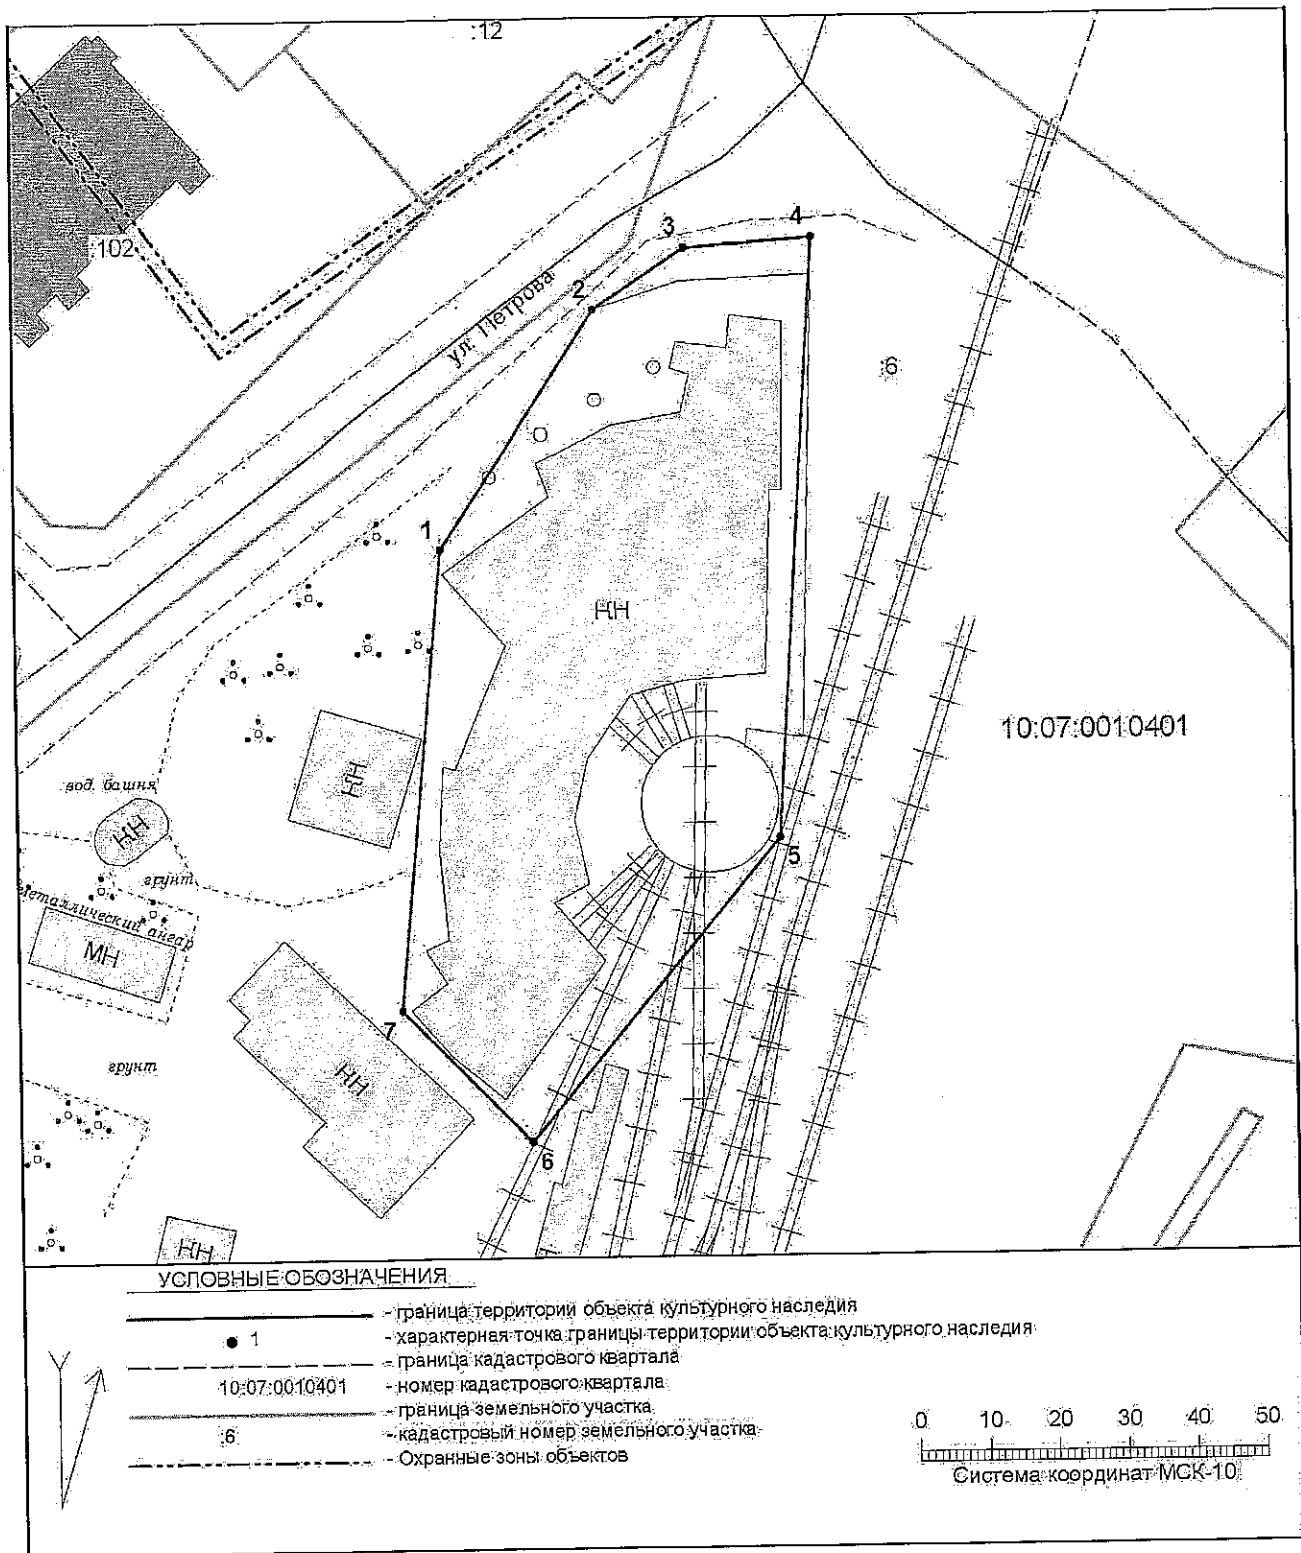 :12
:102
3
4
2
ул. Петрова
:6
1
КН
10:07:0010401
КН
вод. башня
КН
5
грунт
Металлический ангар
МН
7
грунт
КН
6
КН
УСЛОВНЫЕ ОБОЗНАЧЕНИЯ
- граница территории объекта культурного наследия
1 - характерная точка границы территории объекта культурного наследия
- граница кадастрового квартала
10:07:0010401 - номер кадастрового квартала
- граница земельного участка
:6 - кадастровый номер земельного участка
- Охранные зоны объектов
Y
0 10 20 30 40 50
Система координат МСК-10